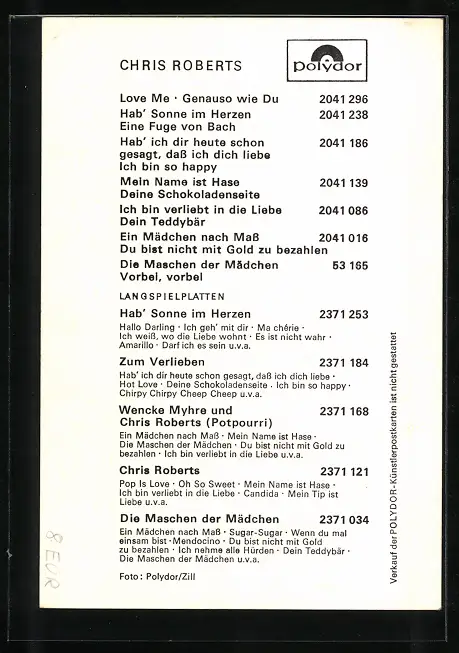 CHRIS ROBERTS
polydor
Love Me · Genauso wie Du 2041 296
Hab' Sonne im Herzen 2041 238
Eine Fuge von Bach
Hab' ich dir heute schon 2041 186
gesagt, daß ich dich liebe
Ich bin so happy
Mein Name ist Hase 2041 139
Deine Schokoladenseite
Ich bin verliebt in die Liebe 2041 086
Dein Teddybär
Ein Mädchen nach Maß 2041 016
Du bist nicht mit Gold zu bezahlen
Die Maschen der Mädchen 53 165
Vorbei, vorbei
LANGSPIELPLATTEN
Hab' Sonne im Herzen 2371 253
Hallo Darling · Ich geh' mit dir · Ma chérie ·
Ich weiß, wo die Liebe wohnt · Es ist nicht wahr ·
Amarillo · Darf ich es sein u.v.a.
Zum Verlieben 2371 184
Hab' ich dir heute schon gesagt, daß ich dich liebe ·
Hot Love · Deine Schokoladenseite . Ich bin so happy ·
Chirpy Chirpy Cheep Cheep u.v.a.
Wencke Myhre und 2371 168
Chris Roberts (Potpourri)
Ein Mädchen nach Maß · Mein Name ist Hase ·
Die Maschen der Mädchen · Du bist nicht mit Gold zu
bezahlen · Ich bin verliebt in die Liebe u.v.a.
Chris Roberts 2371 121
Pop Is Love · Oh So Sweet · Mein Name ist Hase ·
Ich bin verliebt in die Liebe · Candida · Mein Tip ist
Liebe u.v.a.
Die Maschen der Mädchen 2371 034
Ein Mädchen nach Maß · Sugar-Sugar · Wenn du mal
einsam bist · Mendocino · Du bist nicht mit Gold
zu bezahlen · Ich nehme alle Hürden · Dein Teddybär ·
Die Maschen der Mädchen u.v.a.
Foto: Polydor/Zill
Verkauf der POLYDOR-Künstlerpostkarten ist nicht gestattet
8 EUR